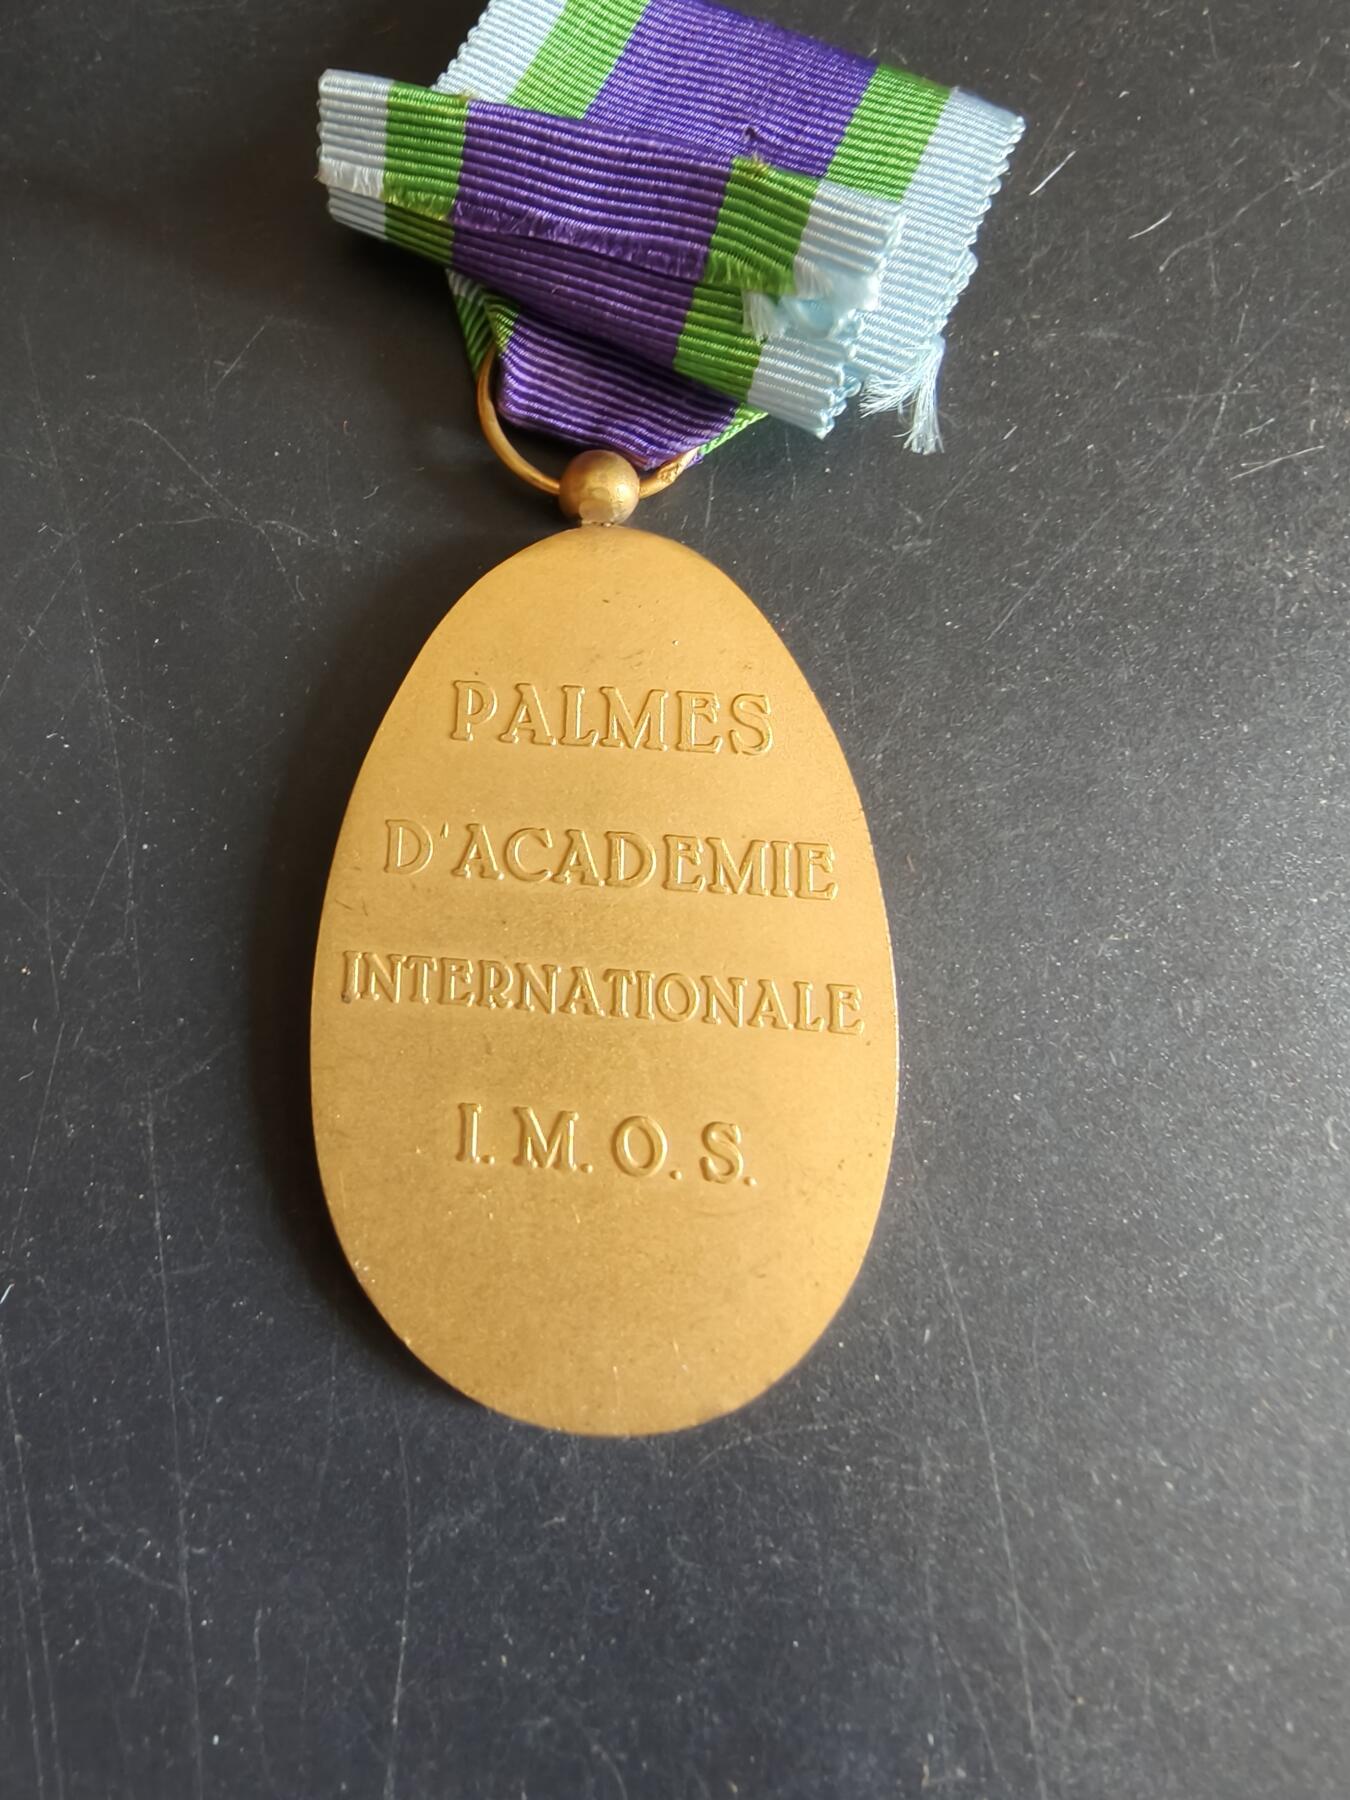 PALMES
D'ACADEMIE
INTERNATIONALE
I. M. O. S.